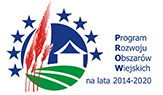 Program
Rozwoju
Obszarów
Wiejskich
na lata 2014-2020